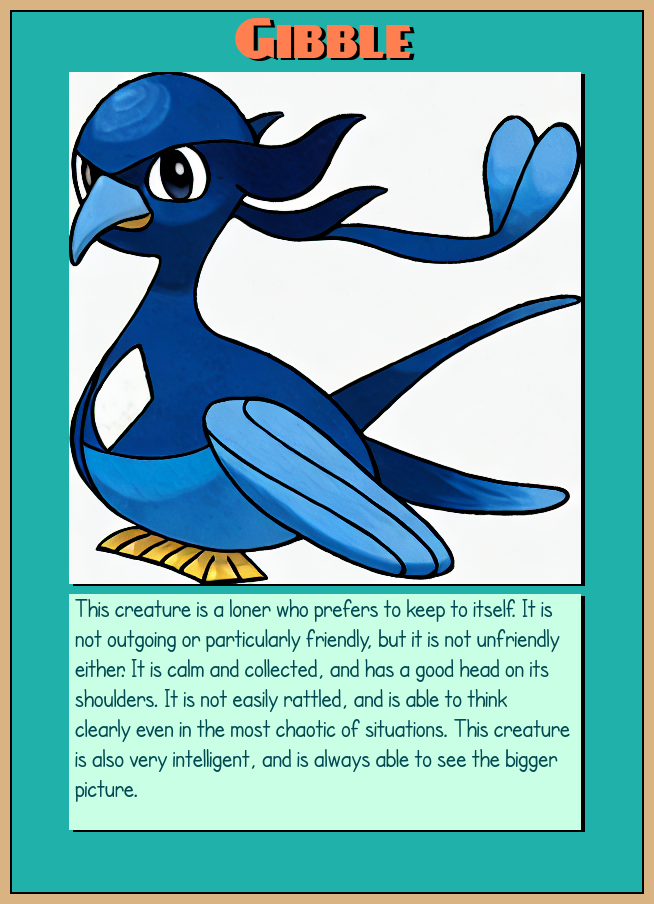 Gibble
This creature is a loner who prefers to keep to itself. It is
not outgoing or particularly friendly, but it is not unfriendly
either. It is calm and collected, and has a good head on its
shoulders. It is not easily rattled, and is able to think
clearly even in the most chaotic of situations. This creature
is also very intelligent, and is always able to see the bigger
picture.